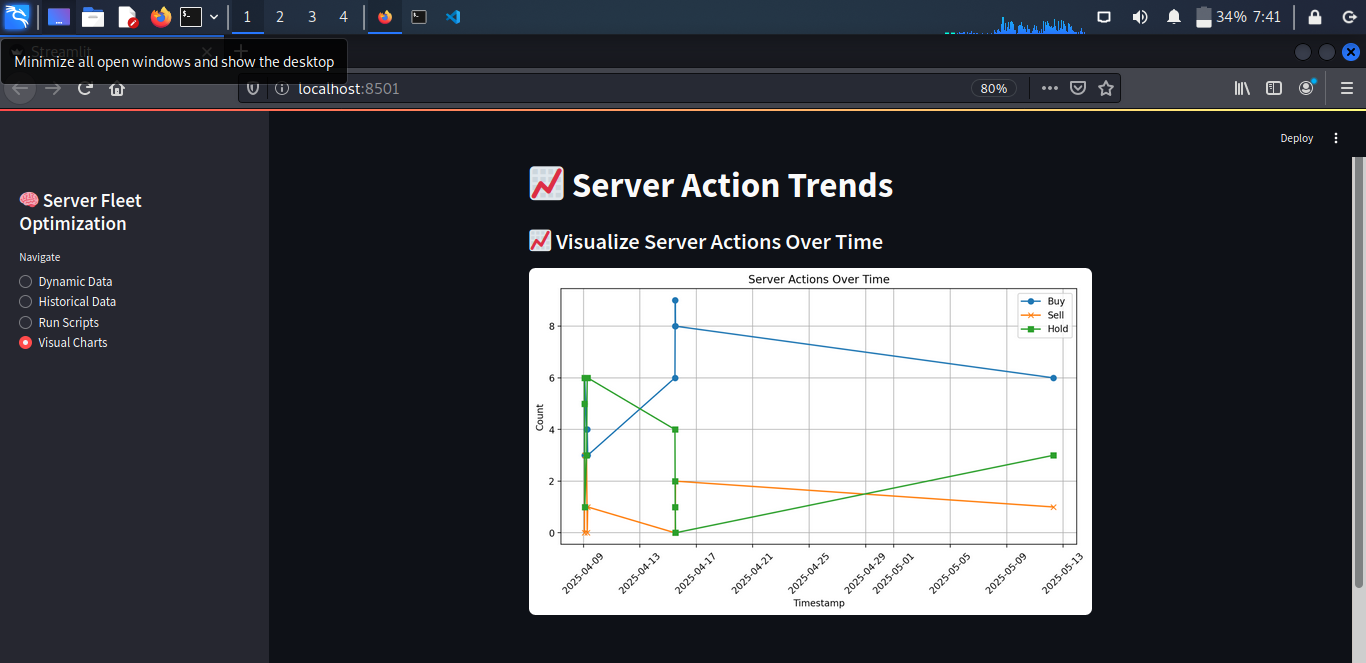 1 2 3 4 34% 7:41
Streamlit
Minimize all open windows and show the desktop
localhost:8501 80%
Deploy
🧠 Server Fleet
Optimization
Navigate
Dynamic Data
Historical Data
Run Scripts
Visual Charts
📈 Server Action Trends
📈 Visualize Server Actions Over Time
Server Actions Over Time
Buy
Sell
Hold
8
6
4
2
0
Count
2025-04-09 2025-04-13 2025-04-17 2025-04-21 2025-04-25 2025-04-29 2025-05-01 2025-05-05 2025-05-09 2025-05-13
Timestamp